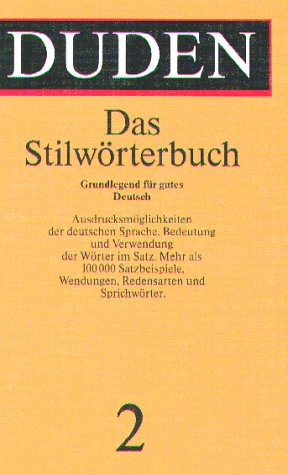 DUDEN
Das
Stilwörterbuch
Grundlegend für gutes
Deutsch
Ausdrucksmöglichkeiten
der deutschen Sprache. Bedeutung
und Verwendung
der Wörter im Satz. Mehr als
100 000 Satzbeispiele,
Wendungen, Redensarten und
Sprichwörter.
2